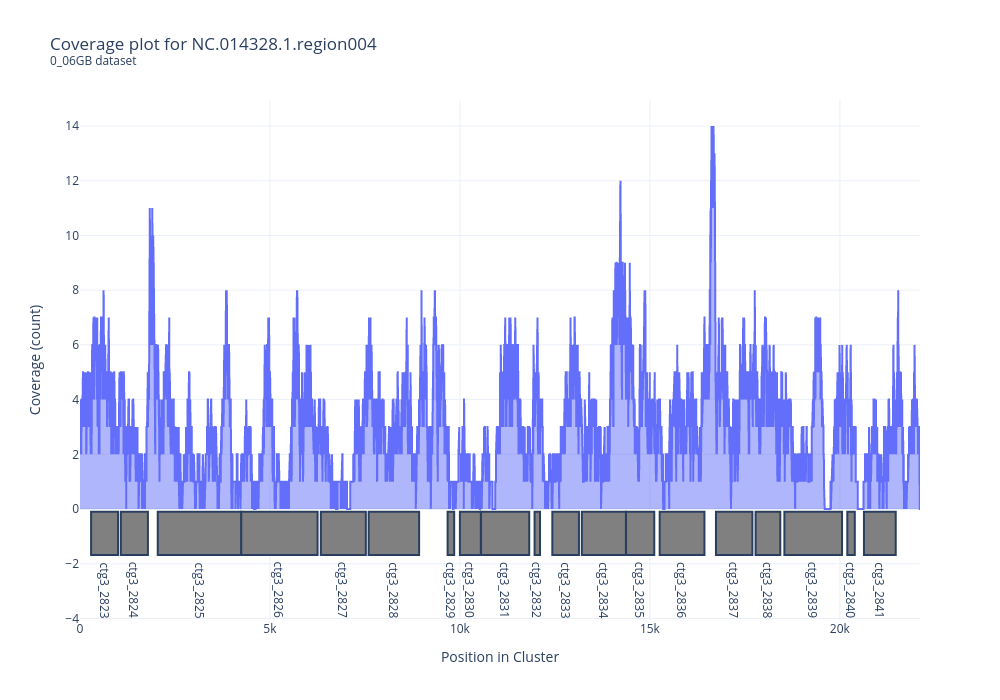 Coverage plot for NC.014328.1.region004
0_06GB dataset
14
12
10
8
6
4
2
0
−2
−4
Coverage (count)
ctg3_2823
ctg3_2824
ctg3_2825
ctg3_2826
ctg3_2827
ctg3_2828
ctg3_2829
ctg3_2830
ctg3_2831
ctg3_2832
ctg3_2833
ctg3_2834
ctg3_2835
ctg3_2836
ctg3_2837
ctg3_2838
ctg3_2839
ctg3_2840
ctg3_2841
0
5k
10k
15k
20k
Position in Cluster